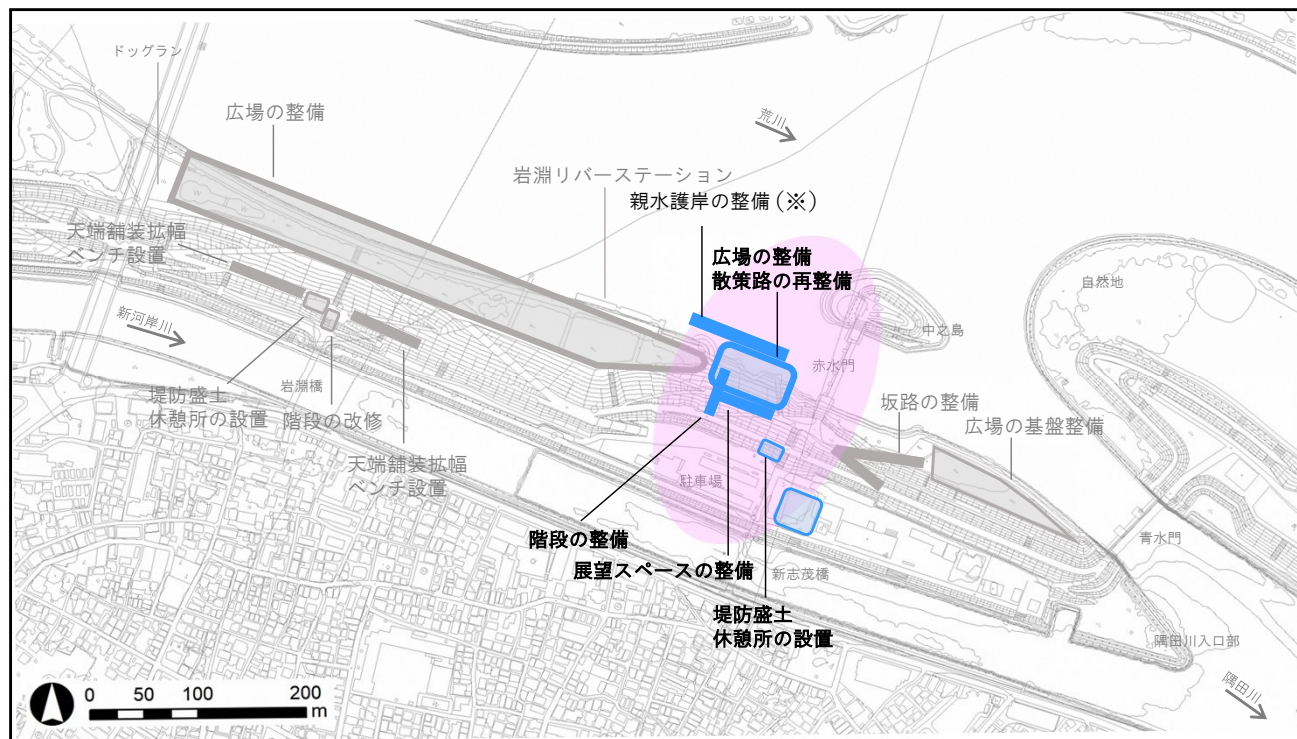 ドッグラン
広場の整備
荒川
岩淵リバーステーション
親水護岸の整備(※)
天端舗装拡幅
ベンチ設置
広場の整備
散策路の再整備
自然地
新河岸川
中之島
赤水門
堤防盛土
休憩所の設置
岩淵橋
階段の改修
坂路の整備
広場の基盤整備
天端舗装拡幅
ベンチ設置
駐車場
階段の整備
展望スペースの整備
新志茂橋
青水門
堤防盛土
休憩所の設置
隅田川入口部
隅田川
0 50 100 200
m